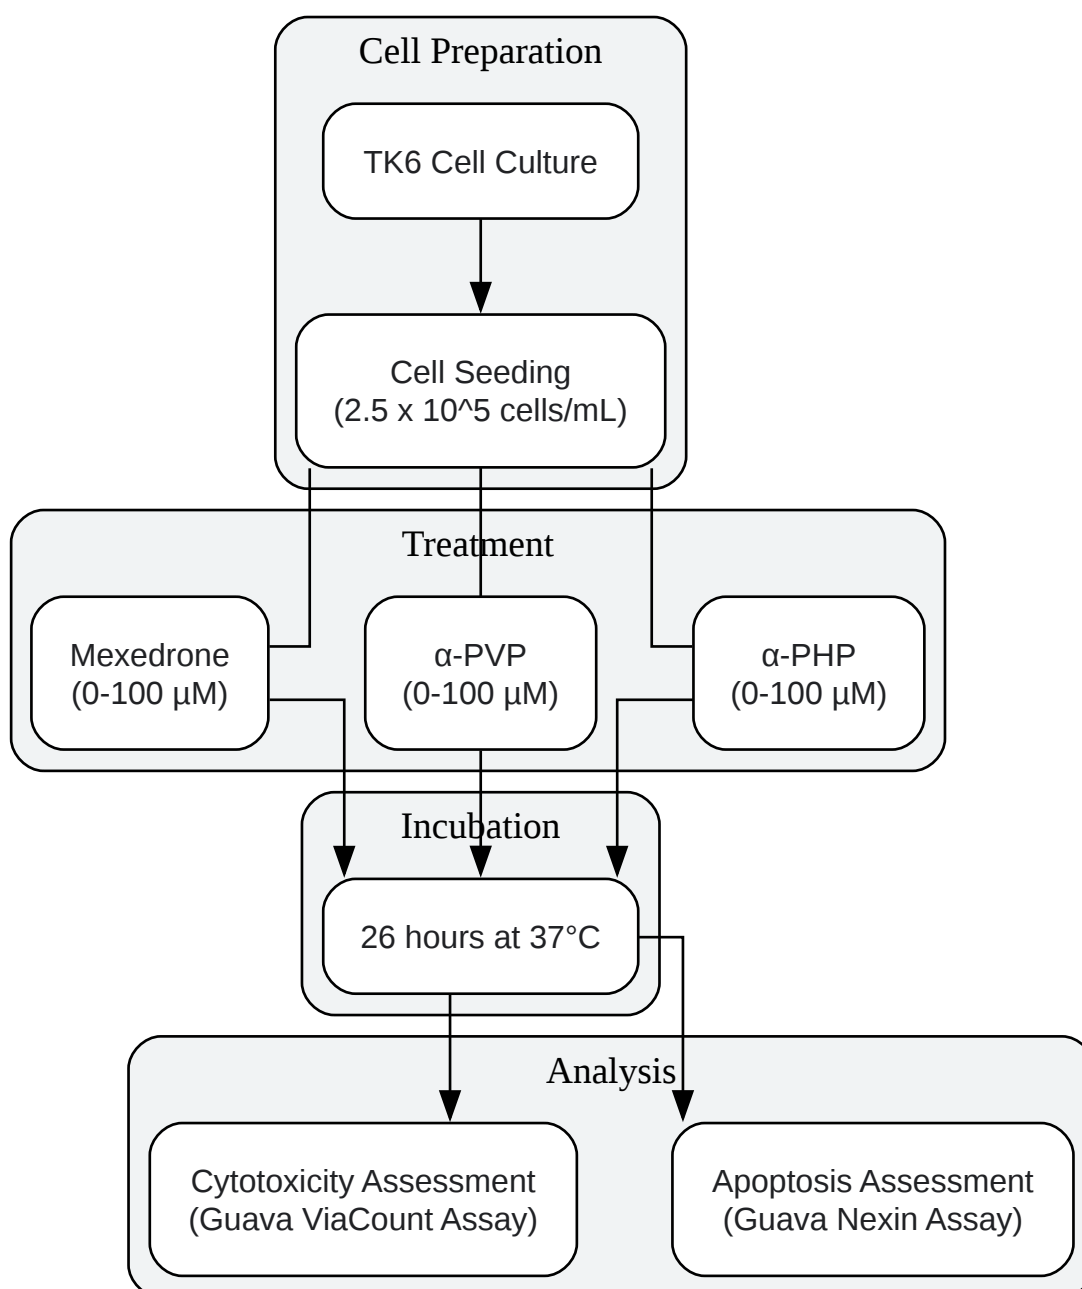 Cell Preparation
TK6 Cell Culture
Cell Seeding
(2.5 x 10^5 cells/mL)
Treatment
Mexedrone
(0-100 µM)
α-PVP
(0-100 µM)
α-PHP
(0-100 µM)
Incubation
26 hours at 37°C
Analysis
Cytotoxicity Assessment
(Guava ViaCount Assay)
Apoptosis Assessment
(Guava Nexin Assay)